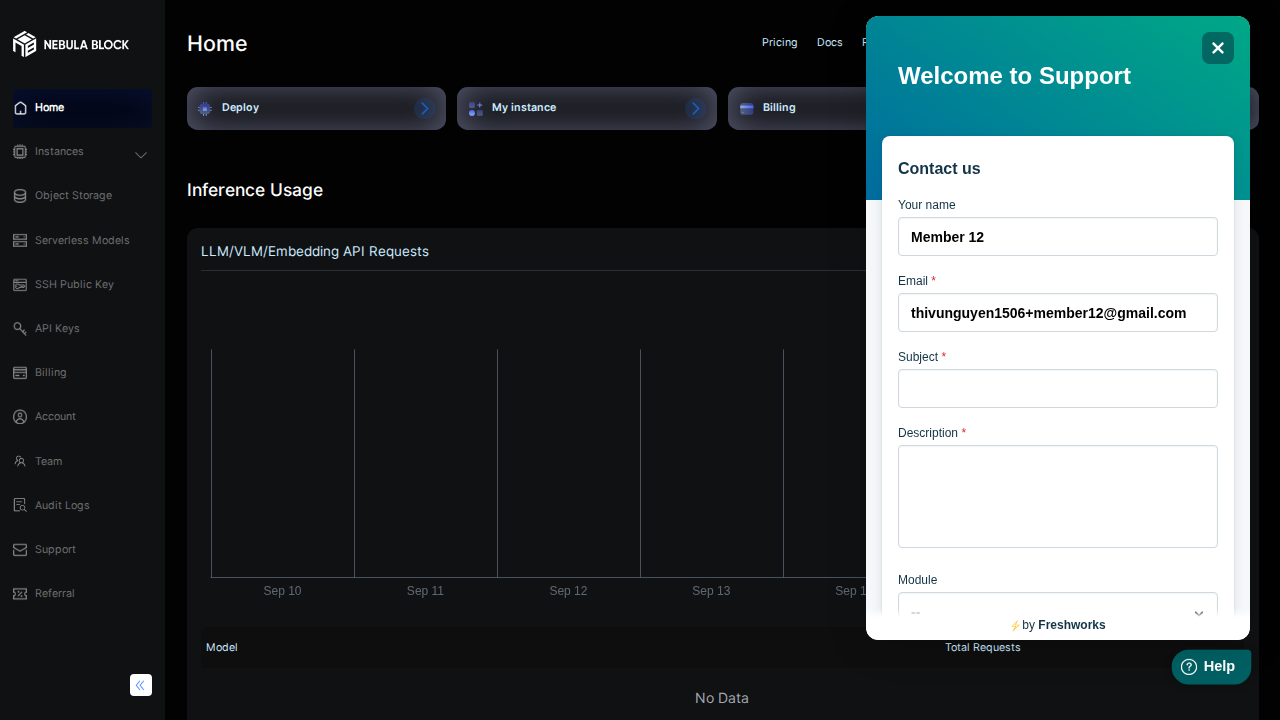 NEBULA BLOCK
Home
Instances
Object Storage
Serverless Models
SSH Public Key
API Keys
Billing
Account
Team
Audit Logs
Support
Referral
Home
Pricing
Docs
Deploy
My instance
Billing
Inference Usage
LLM/VLM/Embedding API Requests
Sep 10
Sep 11
Sep 12
Sep 13
Sep 1
Model
Total Requests
No Data
Welcome to Support
Contact us
Your name
Member 12
Email *
thivunguyen1506+member12@gmail.com
Subject *
Description *
Module
--
by Freshworks
Help